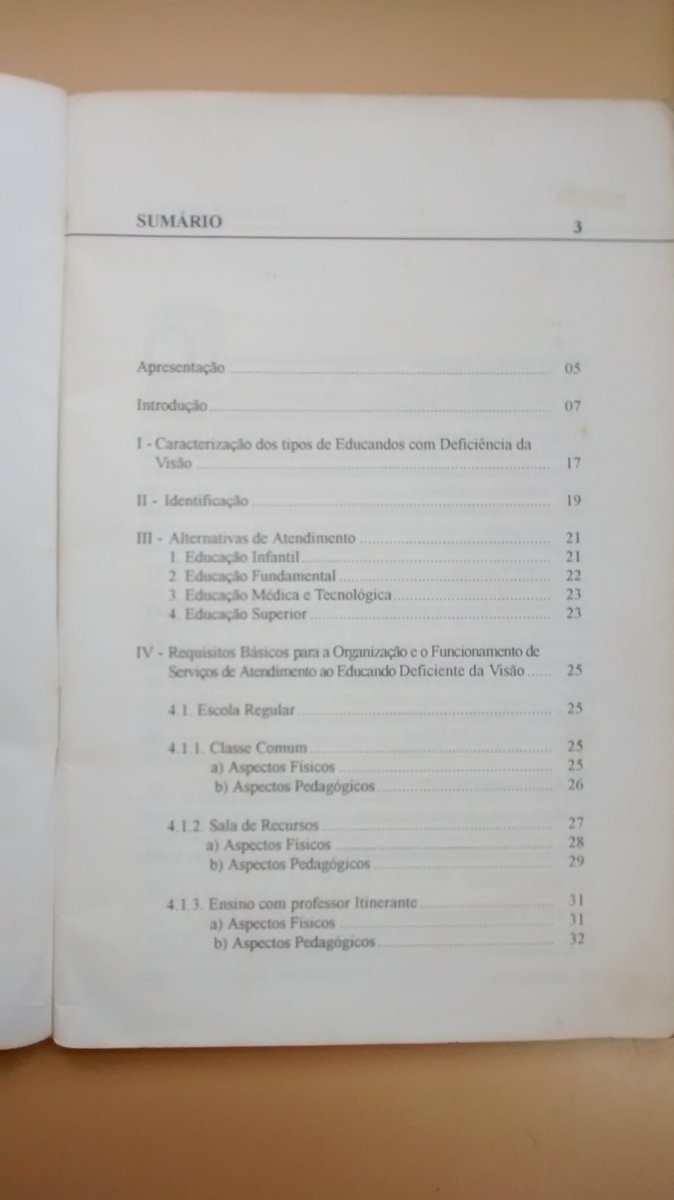 SUMÁRIO 3
Apresentação ........ 05
Introdução ........ 07
I - Caracterização dos tipos de Educandos com Deficiência da
Visão ........ 17
II - Identificação ........ 19
III - Alternativas de Atendimento ........ 21
1. Educação Infantil ........ 21
2. Educação Fundamental ........ 22
3. Educação Médica e Tecnológica ........ 23
4. Educação Superior ........ 23
IV - Requisitos Básicos para a Organização e o Funcionamento de
Serviços de Atendimento ao Educando Deficiente da Visão ...... 25
4.1. Escola Regular ........ 25
4.1.1. Classe Comum ........ 25
a) Aspectos Físicos ........ 25
b) Aspectos Pedagógicos ........ 26
4.1.2. Sala de Recursos ........ 27
a) Aspectos Físicos ........ 28
b) Aspectos Pedagógicos ........ 29
4.1.3. Ensino com professor Itinerante ........ 31
a) Aspectos Físicos ........ 31
b) Aspectos Pedagógicos ........ 32